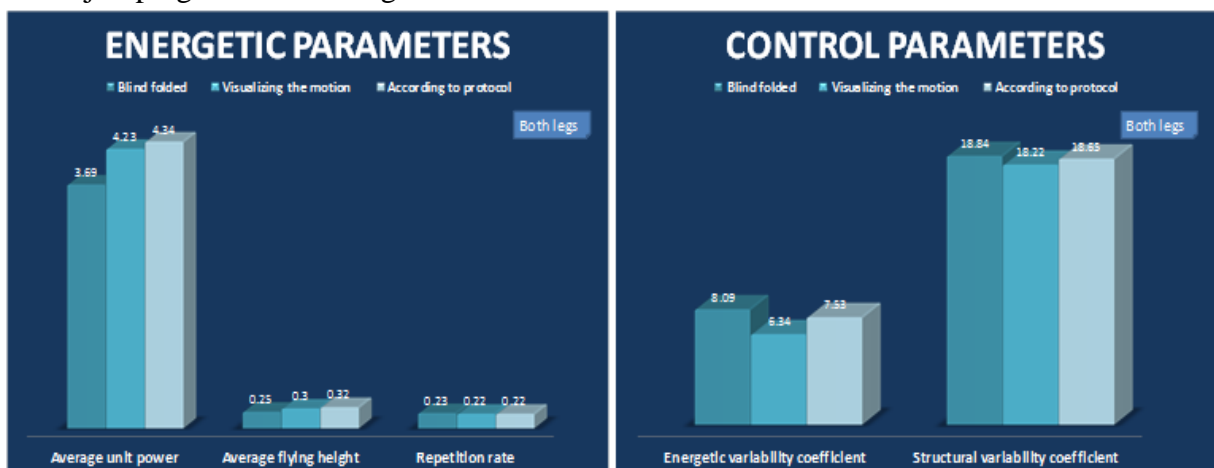 ENERGETIC PARAMETERS
Blind folded Visualizing the motion According to protocol
Both legs
3.69 4.23 4.34
0.25 0.3 0.32
0.23 0.22 0.22
Average unit power Average flying height Repetition rate
CONTROL PARAMETERS
Blind folded Visualizing the motion According to protocol
Both legs
8.09 6.34 7.53
18.84 18.22 18.65
Energetic variability coefficient Structural variability coefficient